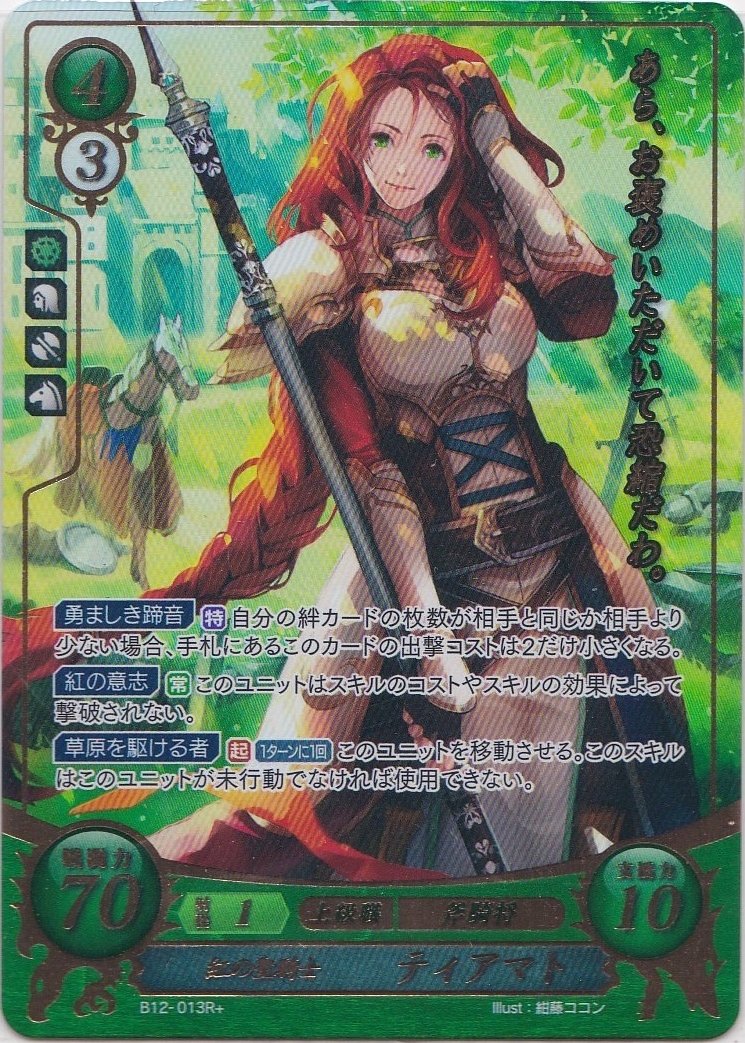 4
3
あら、お褒めいただいて恐縮だわ。
勇ましき蹄音 特 自分の絆カードの枚数が相手と同じか相手より
少ない場合、手札にあるこのカードの出撃コストは2だけ小さくなる。
紅の意志 常 このユニットはスキルのコストやスキルの効果によって
撃破されない。
草原を駆ける者 起 1ターンに1回 このユニットを移動させる。このスキル
はこのユニットが未行動でなければ使用できない。
戦闘力
70
射程 1 上級職 斧騎将
支援力
10
紅の聖騎士 ティアマト
B12-013R+ Illust：紺藤ココン